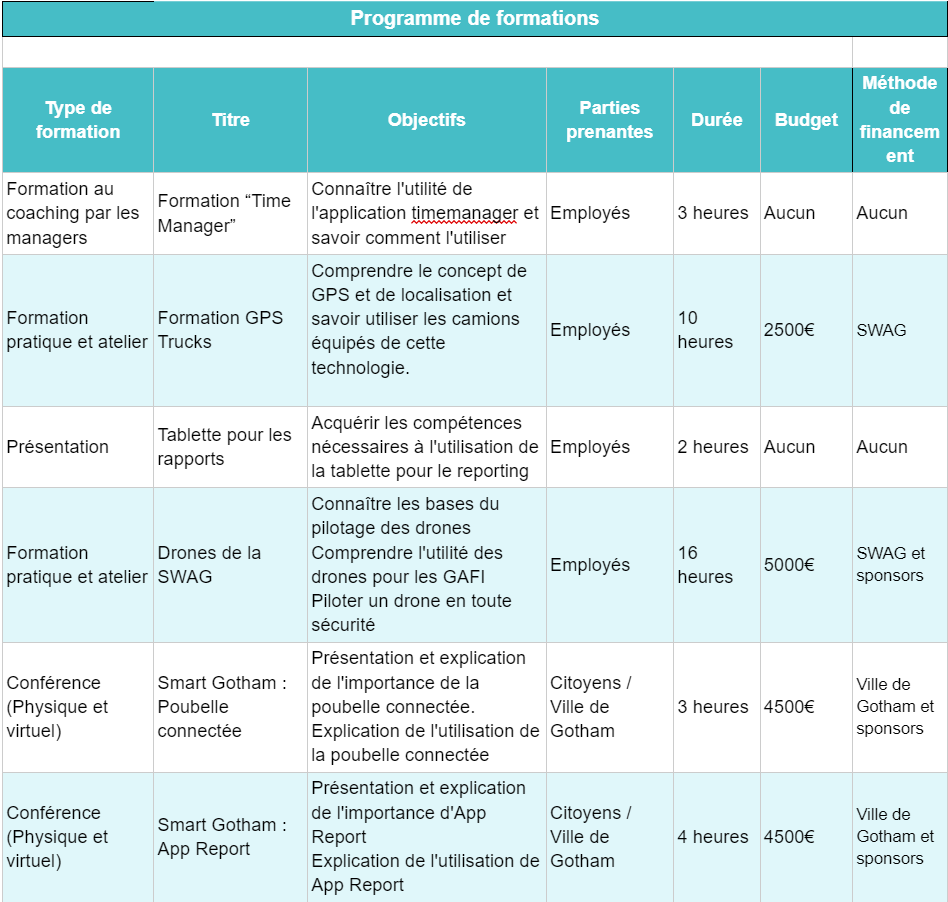 Programme de formations
Type de
formation
Titre
Objectifs
Parties
prenantes
Durée
Budget
Méthode
de
financem
ent
Formation au
coaching par les
managers
Formation “Time
Manager”
Connaître l'utilité de
l'application timemanager et
savoir comment l'utiliser
Employés
3 heures
Aucun
Aucun
Formation
pratique et atelier
Formation GPS
Trucks
Comprendre le concept de
GPS et de localisation et
savoir utiliser les camions
équipés de cette
technologie.
Employés
10
heures
2500€
SWAG
Présentation
Tablette pour les
rapports
Acquérir les compétences
nécessaires à l'utilisation de
la tablette pour le reporting
Employés
2 heures
Aucun
Aucun
Formation
pratique et atelier
Drones de la
SWAG
Connaître les bases du
pilotage des drones
Comprendre l'utilité des
drones pour les GAFI
Piloter un drone en toute
sécurité
Employés
16
heures
5000€
SWAG et
sponsors
Conférence
(Physique et
virtuel)
Smart Gotham :
Poubelle
connectée
Présentation et explication
de l'importance de la
poubelle connectée.
Explication de l'utilisation de
la poubelle connectée
Citoyens /
Ville de
Gotham
3 heures
4500€
Ville de
Gotham et
sponsors
Conférence
(Physique et
virtuel)
Smart Gotham :
App Report
Présentation et explication
de l'importance d'App
Report
Explication de l'utilisation de
App Report
Citoyens /
Ville de
Gotham
4 heures
4500€
Ville de
Gotham et
sponsors